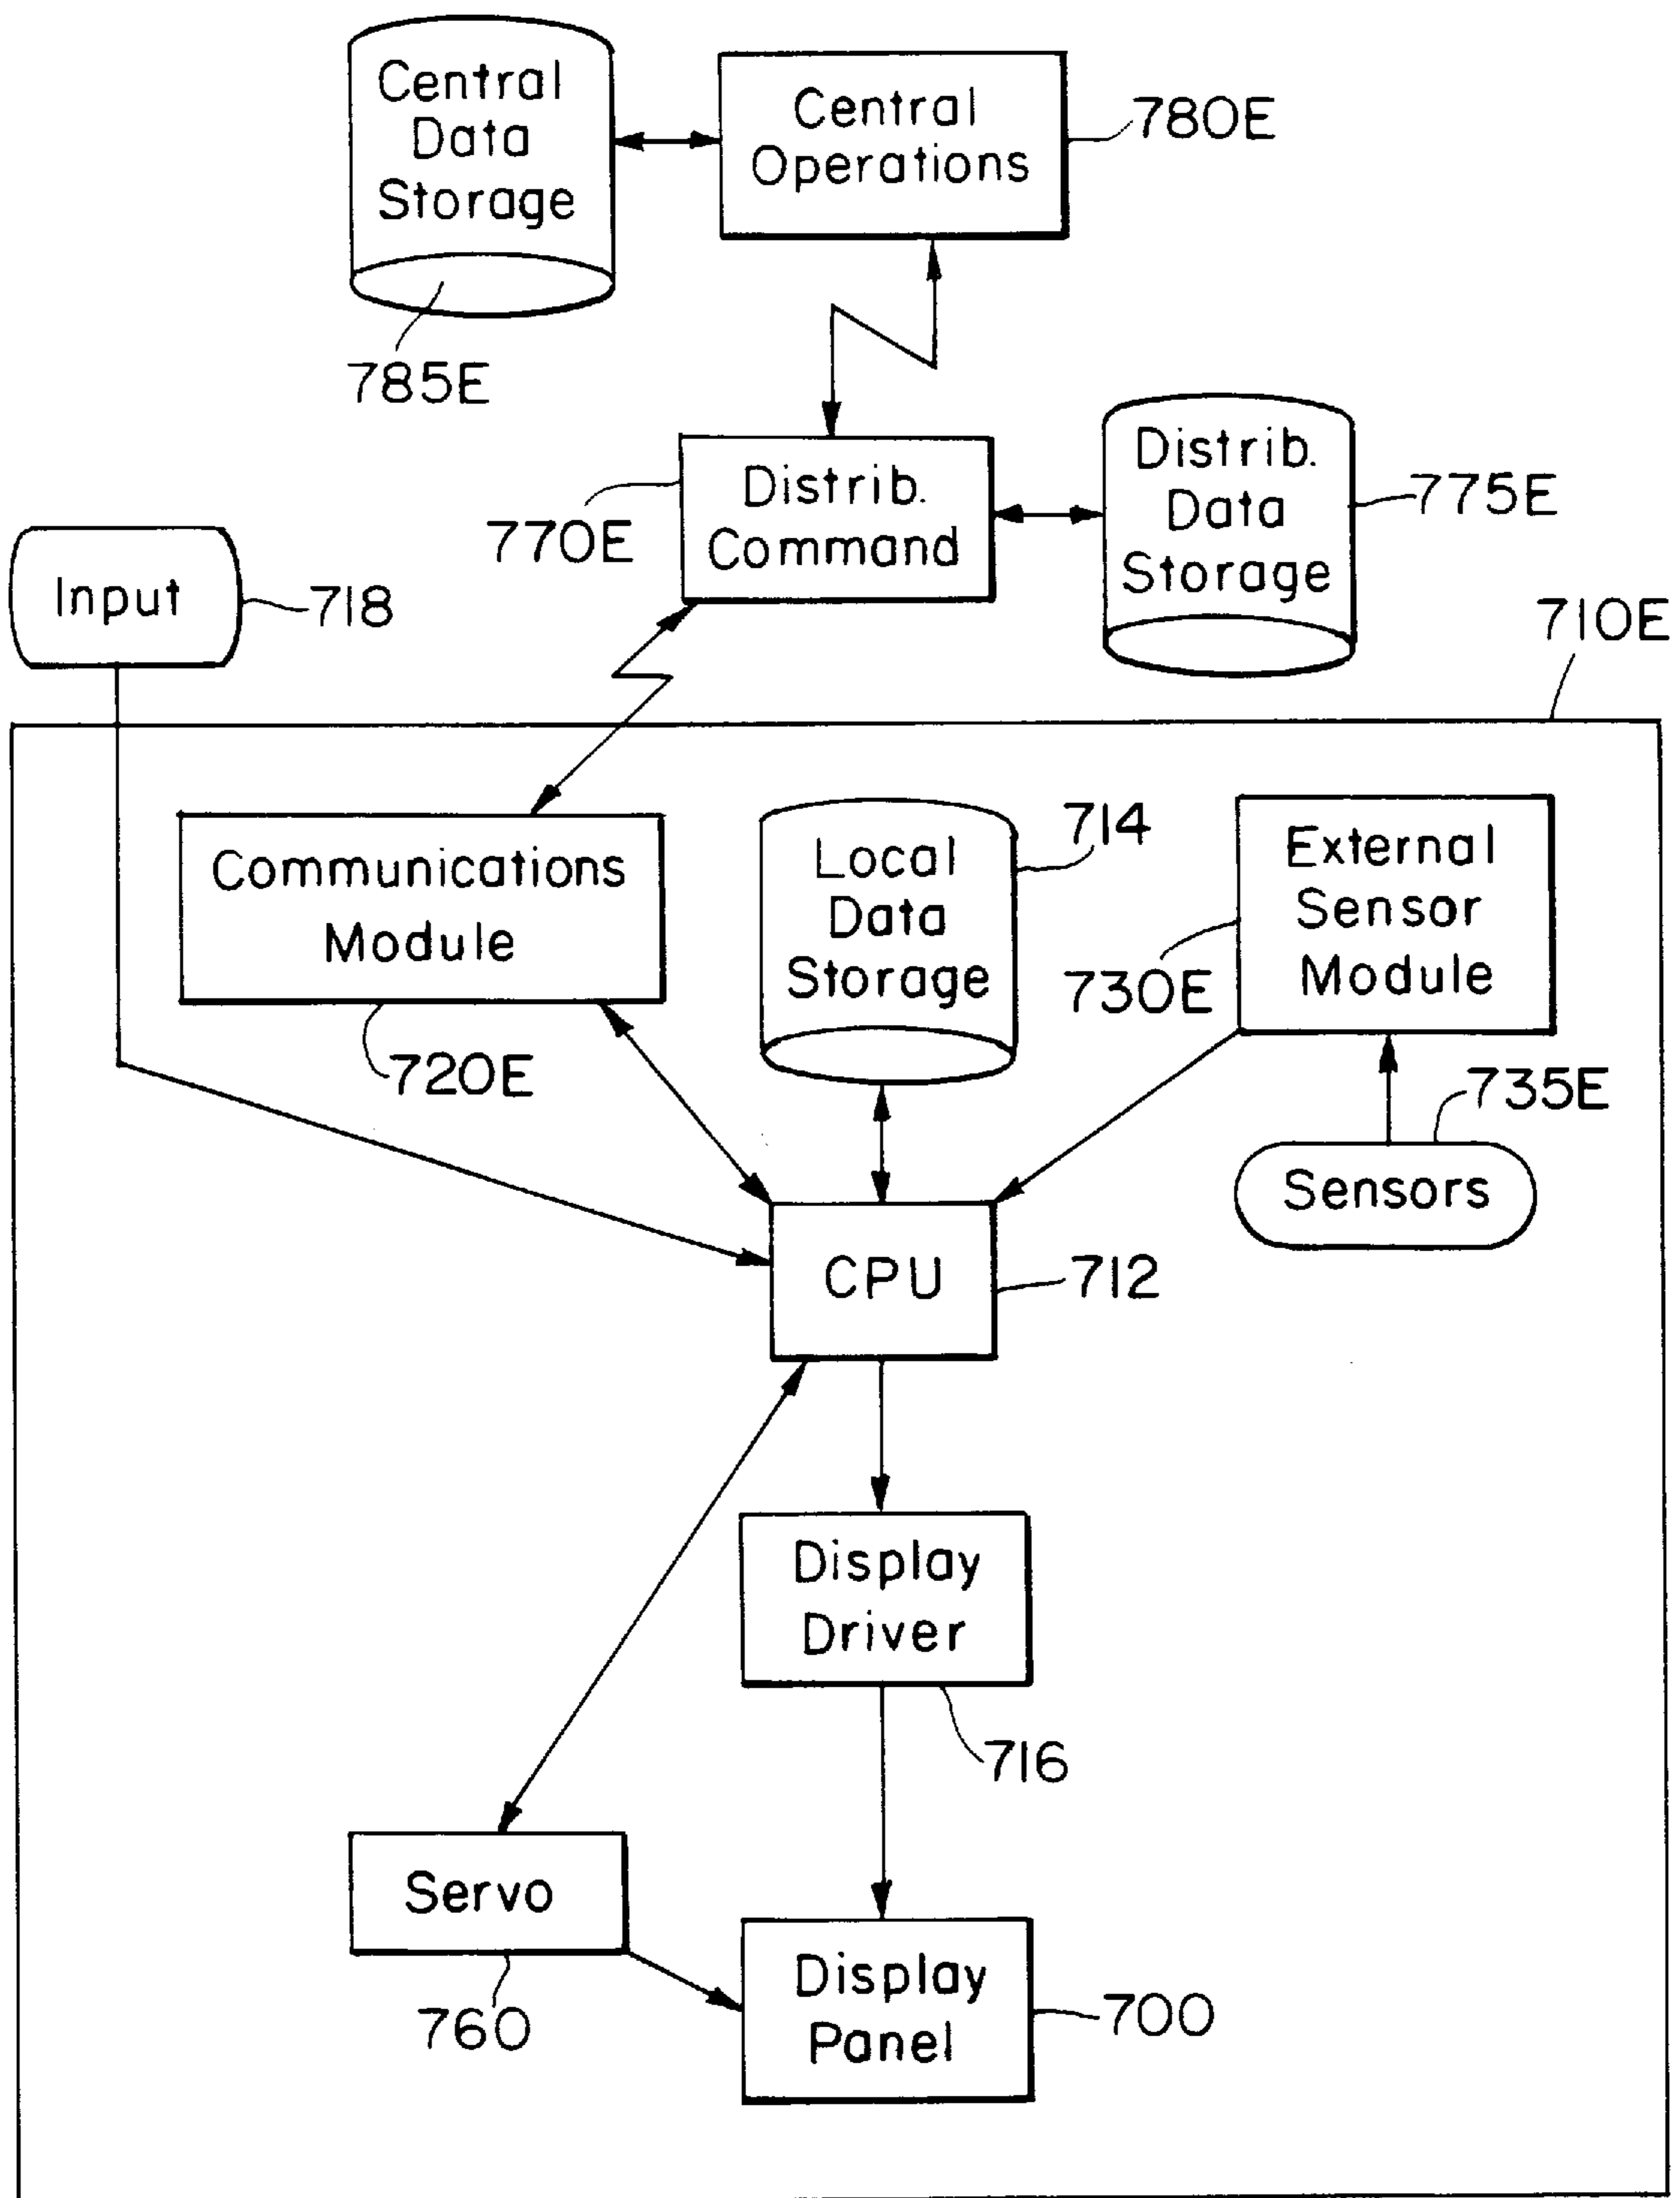 Central
Data
Storage
785E
Central
Operations
780E
Distrib.
Command
770E
Distrib.
Data
Storage
775E
Input
718
710E
Communications
Module
720E
Local
Data
Storage
714
External
Sensor
Module
730E
735E
Sensors
CPU
712
Display
Driver
716
Servo
760
Display
Panel
700